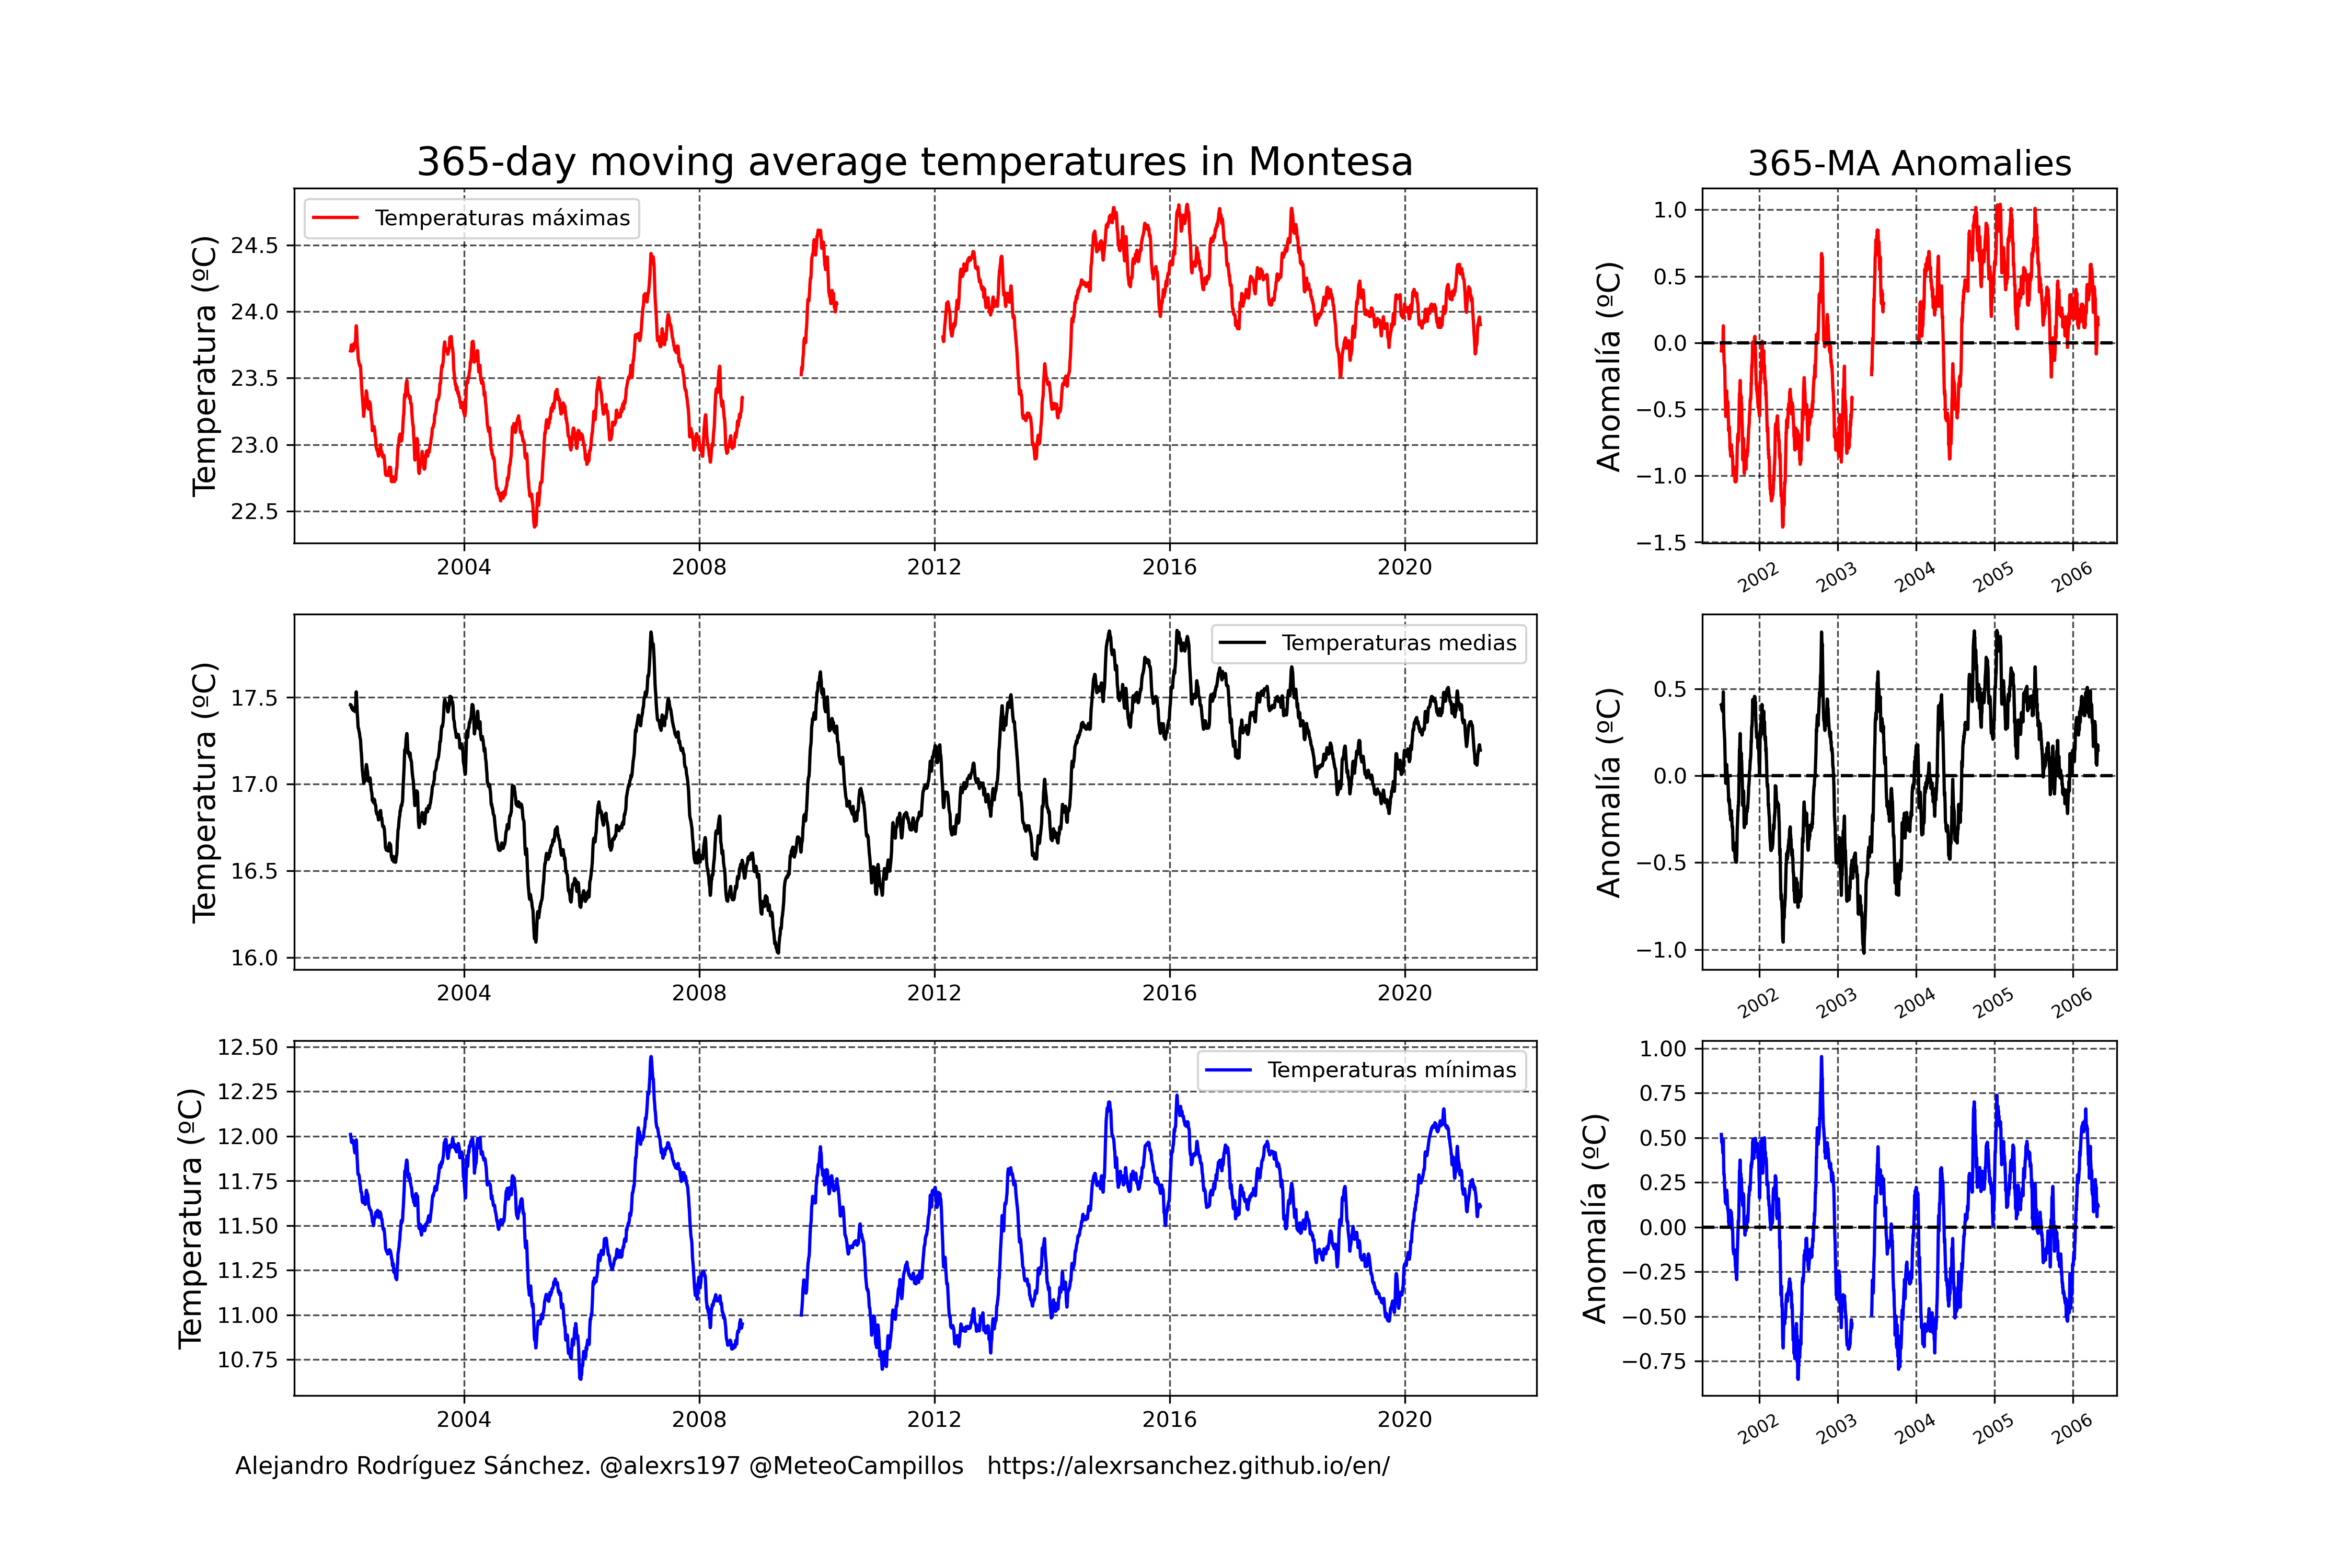 365-day moving average temperatures in Montesa
365-MA Anomalies
Temperaturas máximas
Temperatura (ºC)
24.5
24.0
23.5
23.0
22.5
2004 2008 2012 2016 2020
Anomalía (ºC)
1.0
0.5
0.0
−0.5
−1.0
−1.5
2002 2003 2004 2005 2006
Temperaturas medias
Temperatura (ºC)
17.5
17.0
16.5
16.0
2004 2008 2012 2016 2020
Anomalía (ºC)
0.5
0.0
−0.5
−1.0
2002 2003 2004 2005 2006
Temperaturas mínimas
Temperatura (ºC)
12.50
12.25
12.00
11.75
11.50
11.25
11.00
10.75
2004 2008 2012 2016 2020
Anomalía (ºC)
1.00
0.75
0.50
0.25
0.00
−0.25
−0.50
−0.75
2002 2003 2004 2005 2006
Alejandro Rodríguez Sánchez. @alexrs197 @MeteoCampillos https://alexrsanchez.github.io/en/